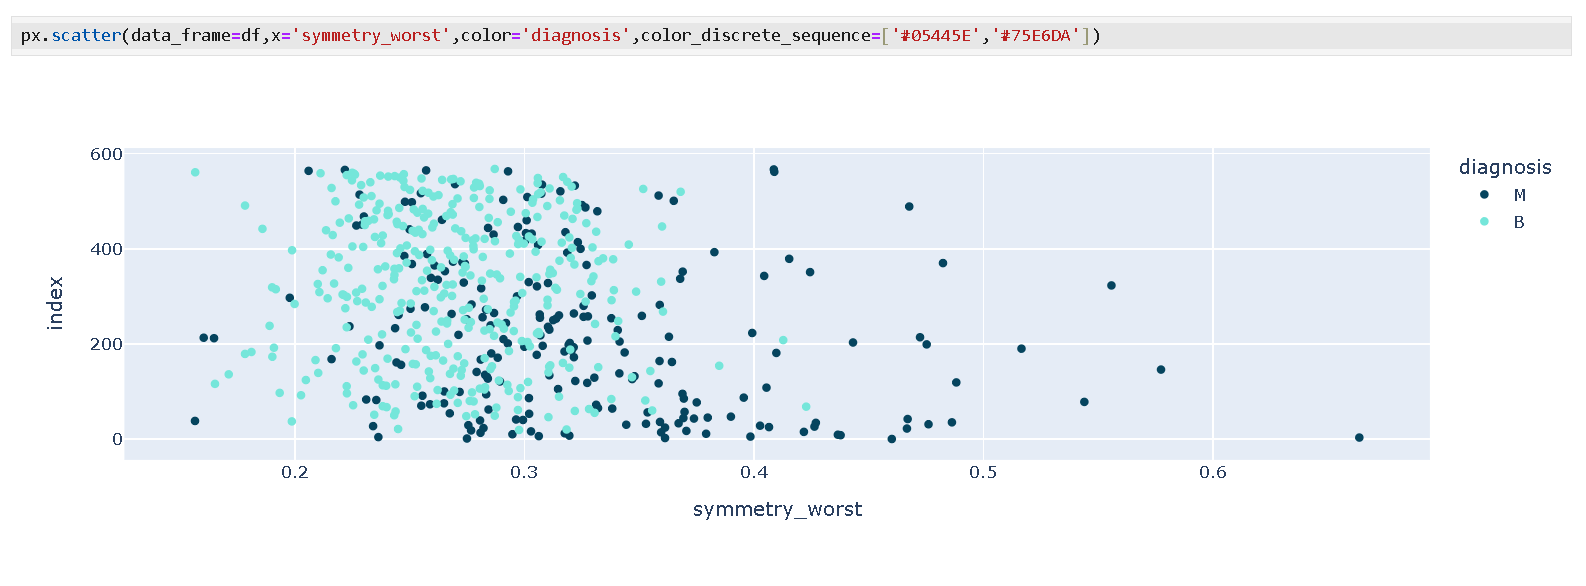 px.scatter(data_frame=df,x='symmetry_worst',color='diagnosis',color_discrete_sequence=['#05445E','#75E6DA'])
600
400
200
0
index
0.2 0.3 0.4 0.5 0.6
symmetry_worst
diagnosis
M
B